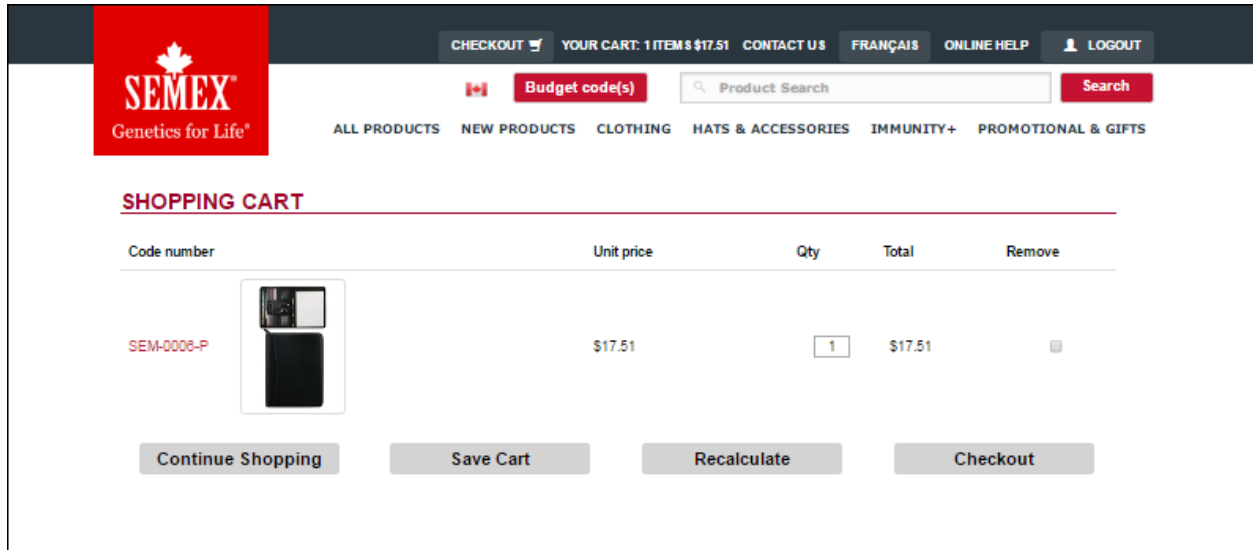 CHECKOUT YOUR CART: 1 ITEMS $17.51 CONTACT US FRANÇAIS ONLINE HELP LOGOUT
SEMEX®
Genetics for Life®
Budget code(s) Product Search Search
ALL PRODUCTS NEW PRODUCTS CLOTHING HATS & ACCESSORIES IMMUNITY+ PROMOTIONAL & GIFTS
SHOPPING CART
Code number Unit price Qty Total Remove
SEM-0006-P $17.51 1 $17.51
Continue Shopping Save Cart Recalculate Checkout